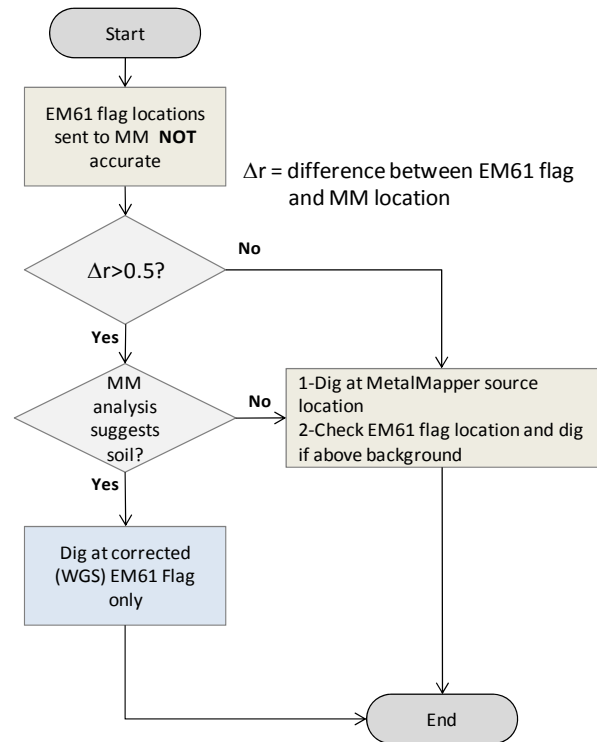 Start
EM61 flag locations
sent to MM NOT
accurate
Δr = difference between EM61 flag
and MM location
No
Δr>0.5?
Yes
MM
analysis
suggests
soil?
No
1-Dig at MetalMapper source
location
2-Check EM61 flag location and dig
if above background
Yes
Dig at corrected
(WGS) EM61 Flag
only
End